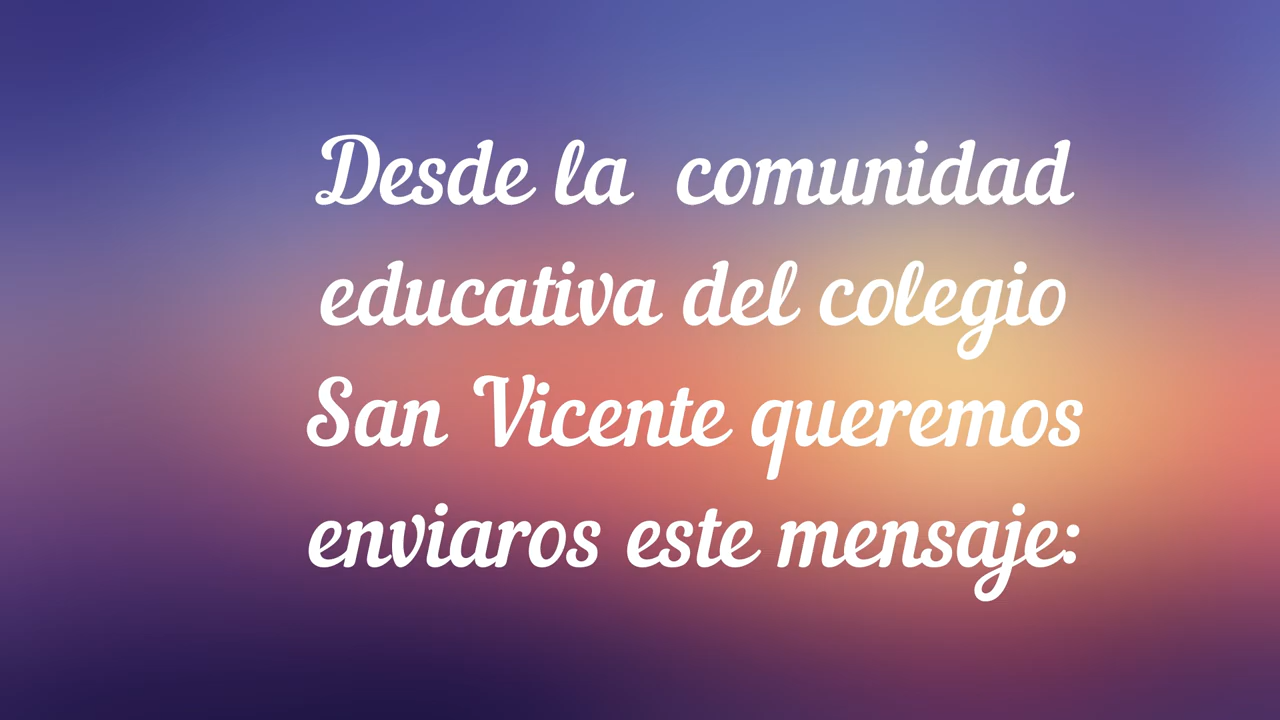 Desde la comunidad
educativa del colegio
San Vicente queremos
enviaros este mensaje: